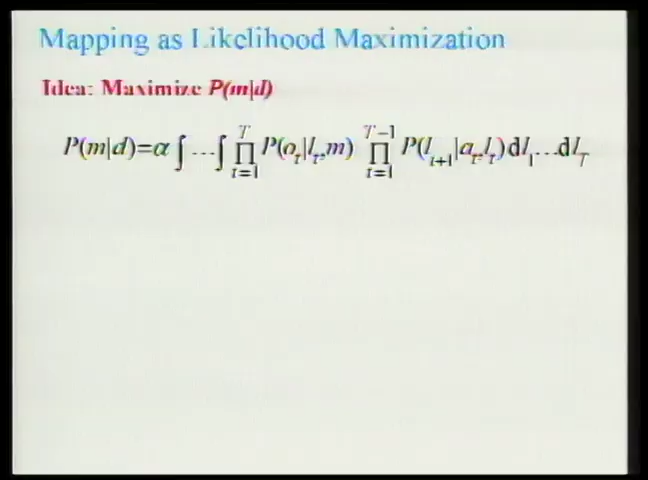 Mapping as Likelihood Maximization
Idea: Maximize P(m|d)
P(m|d)=α ∫ ... ∫ ∏_{t=1}^{T} P(o_t|l_t,m) ∏_{t=1}^{T-1} P(l_{t+1}|a_t,l_t) dl_1...dl_T